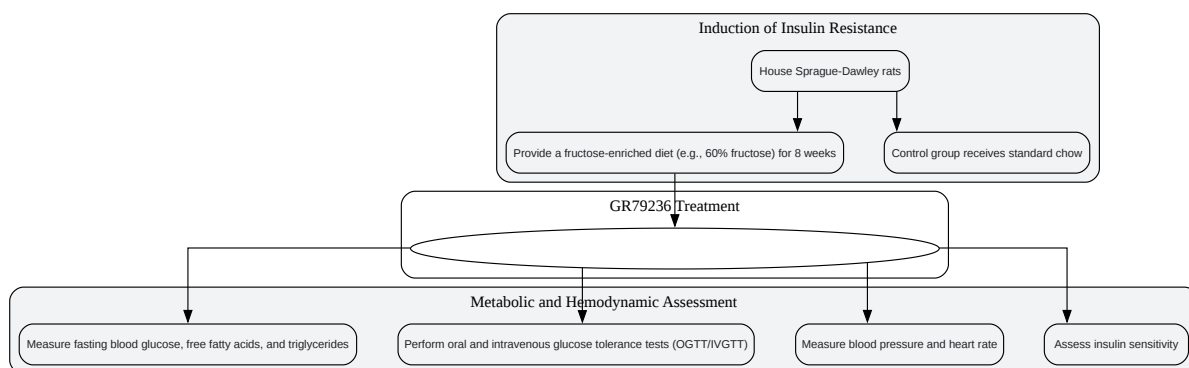 Induction of Insulin Resistance
House Sprague-Dawley rats
Provide a fructose-enriched diet (e.g., 60% fructose) for 8 weeks
Control group receives standard chow
GR79236 Treatment
Metabolic and Hemodynamic Assessment
Measure fasting blood glucose, free fatty acids, and triglycerides
Perform oral and intravenous glucose tolerance tests (OGTT/IVGTT)
Measure blood pressure and heart rate
Assess insulin sensitivity